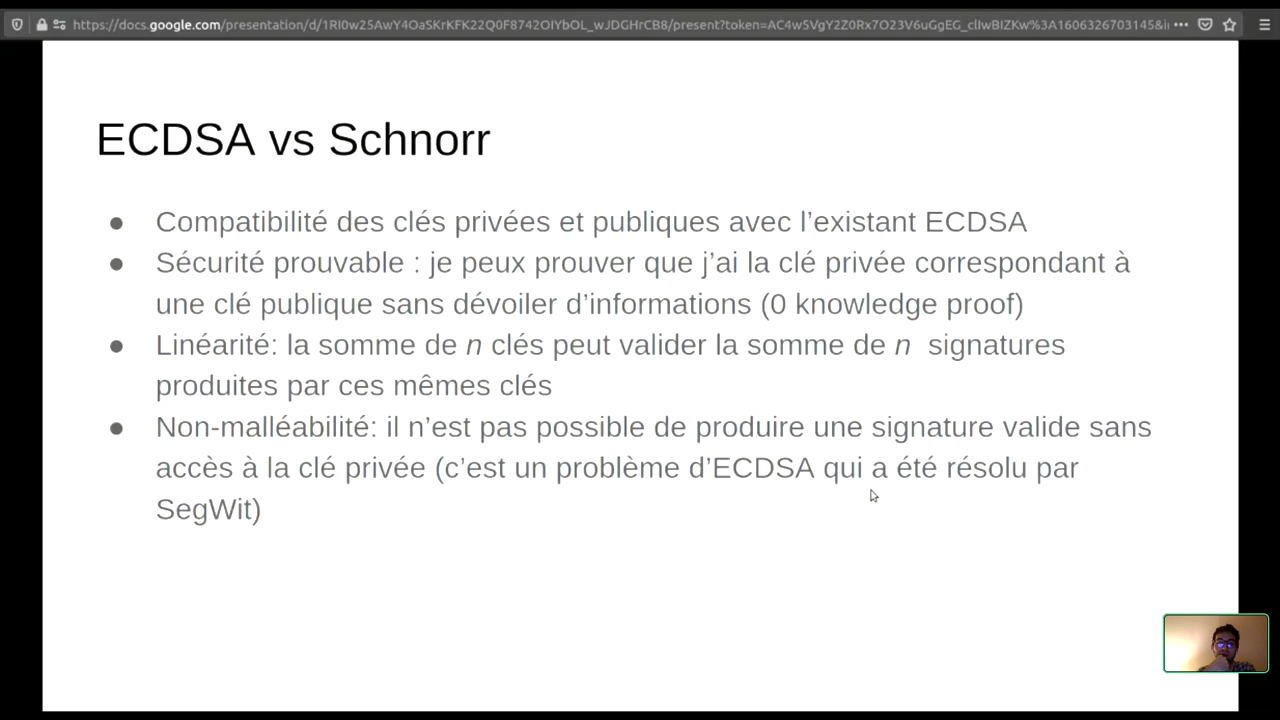 https://docs.google.com/presentation/d/1RI0w25AwY4OaSKrKFK22Q0F8742OIYbOL_wJDGHrCB8/present?token=AC4w5VgY2Z0Rx7O23V6uGgEG_clIwBIZKw%3A1606326703145&i
ECDSA vs Schnorr
● Compatibilité des clés privées et publiques avec l’existant ECDSA
● Sécurité prouvable : je peux prouver que j’ai la clé privée correspondant à
une clé publique sans dévoiler d’informations (0 knowledge proof)
● Linéarité: la somme de n clés peut valider la somme de n signatures
produites par ces mêmes clés
● Non-malléabilité: il n’est pas possible de produire une signature valide sans
accès à la clé privée (c’est un problème d’ECDSA qui a été résolu par
SegWit)